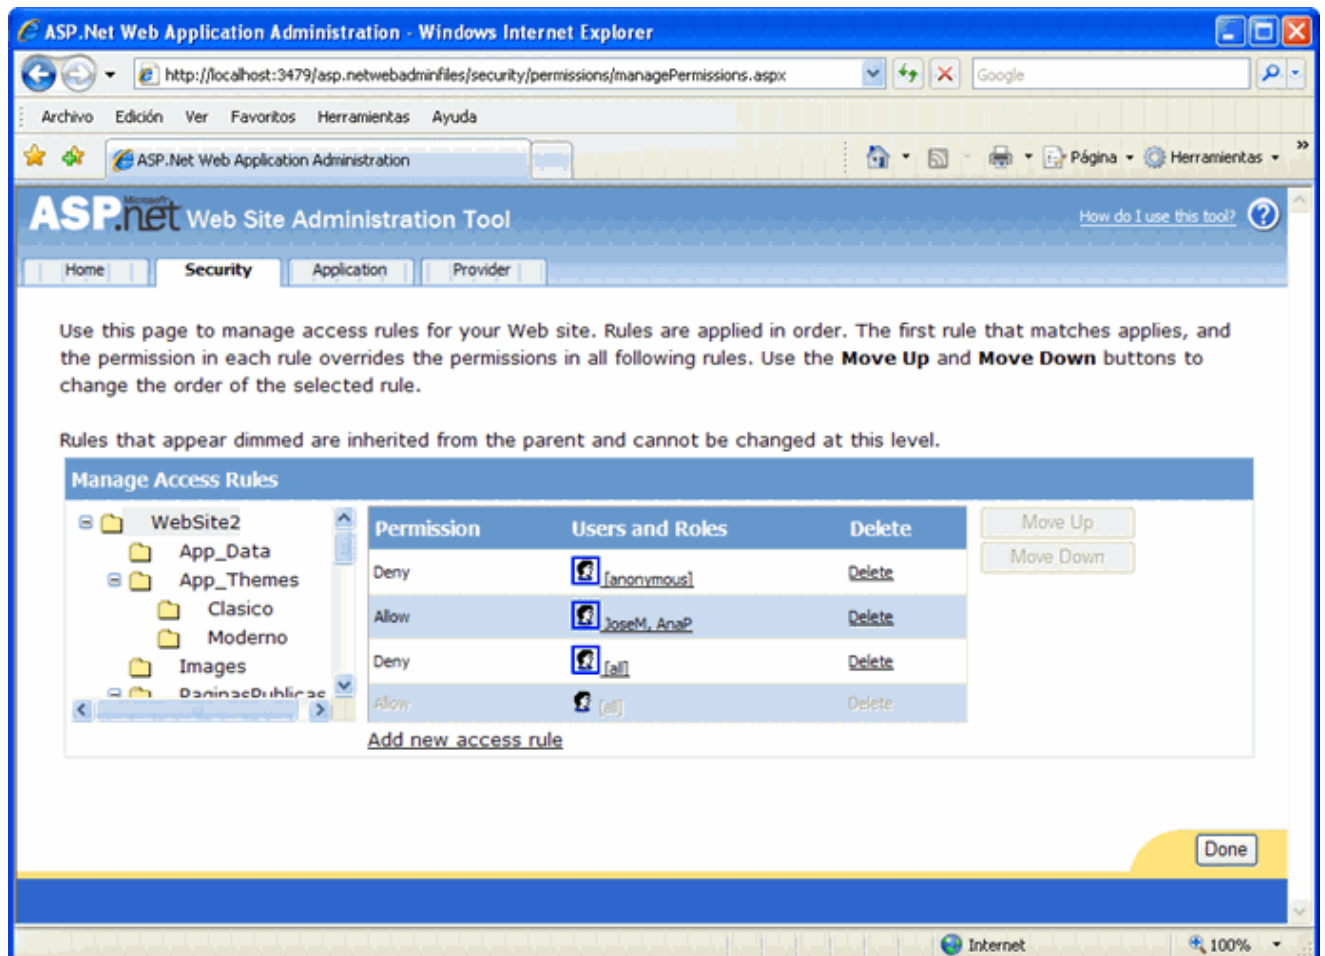 ASP.Net Web Application Administration - Windows Internet Explorer
http://localhost:3479/asp.netwebadminfiles/security/permissions/managePermissions.aspx
Google
Archivo Edición Ver Favoritos Herramientas Ayuda
ASP.Net Web Application Administration
Página
Herramientas
Microsoft
ASP.net Web Site Administration Tool
How do I use this tool?
Home Security Application Provider
Use this page to manage access rules for your Web site. Rules are applied in order. The first rule that matches applies, and
the permission in each rule overrides the permissions in all following rules. Use the Move Up and Move Down buttons to
change the order of the selected rule.
Rules that appear dimmed are inherited from the parent and cannot be changed at this level.
Manage Access Rules
WebSite2
App_Data
App_Themes
Clasico
Moderno
Images
PaginasPublicas
Permission Users and Roles Delete
Deny [anonymous] Delete
Allow JoseM, AnaP Delete
Deny [all] Delete
Allow [all] Delete
Move Up
Move Down
Add new access rule
Done
Internet 100%